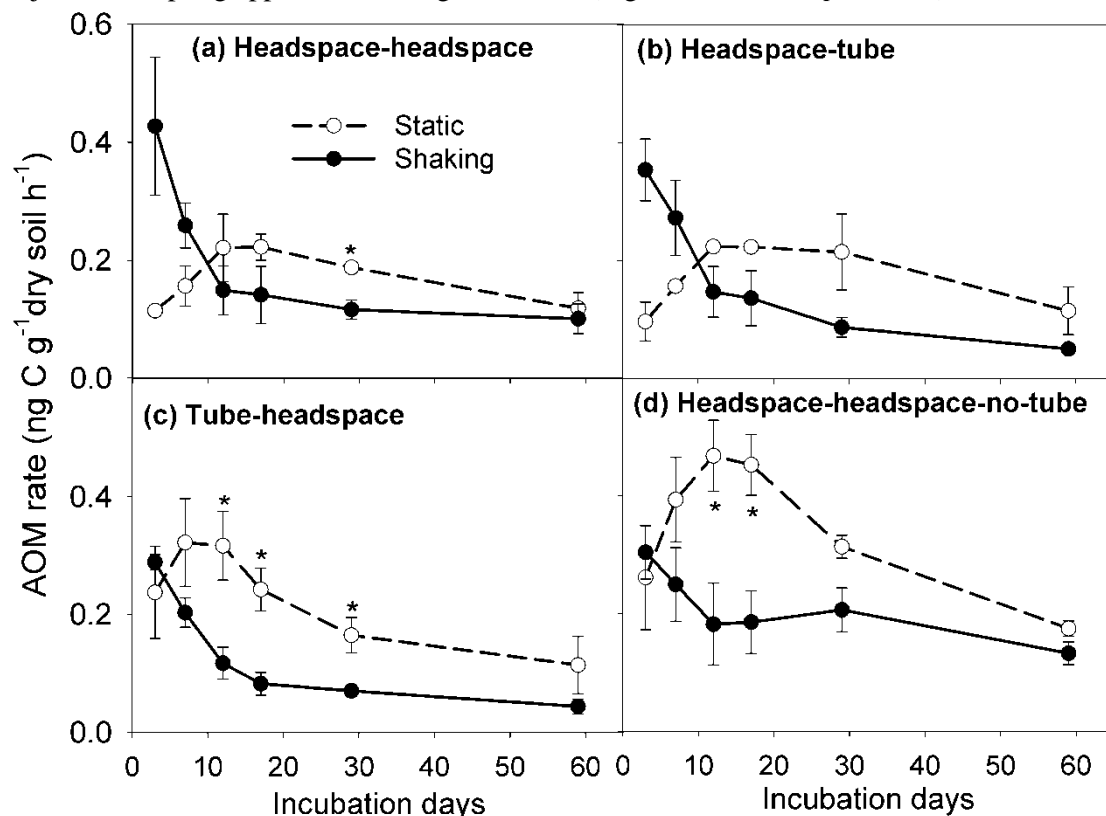 (a) Headspace-headspace
(b) Headspace-tube
Static
Shaking
0.6
0.4
0.2
0.0
*
(c) Tube-headspace
(d) Headspace-headspace-no-tube
0.4
0.2
0.0
* * *
* *
AOM rate (ng C g⁻¹dry soil h⁻¹)
0 10 20 30 40 50 60
0 10 20 30 40 50 60
Incubation days
Incubation days